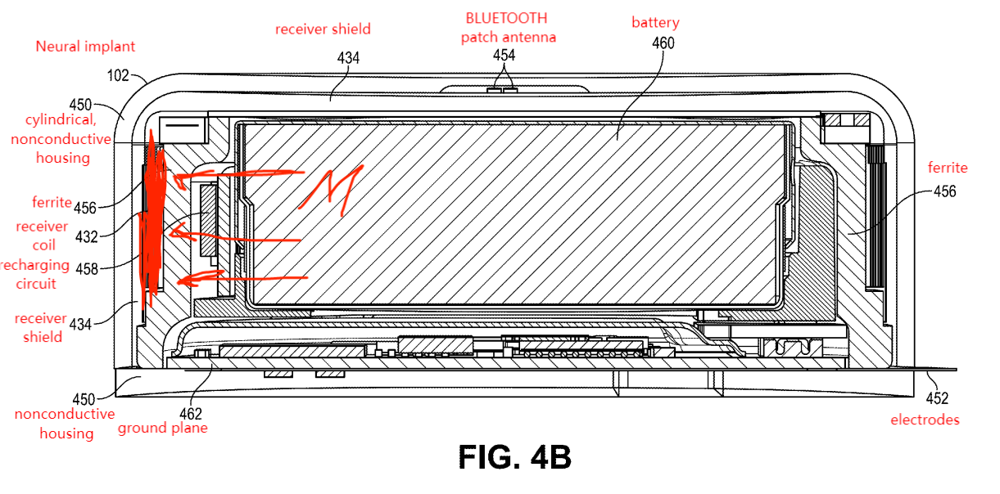 BLUETOOTH
patch antenna
454
battery
460
receiver shield
434
Neural implant
102
450
cylindrical,
nonconductive
housing
ferrite
456
ferrite 456
receiver
coil 432
recharging 458
circuit
M
receiver
shield 434
450
nonconductive
housing
462
ground plane
452
electrodes
FIG. 4B